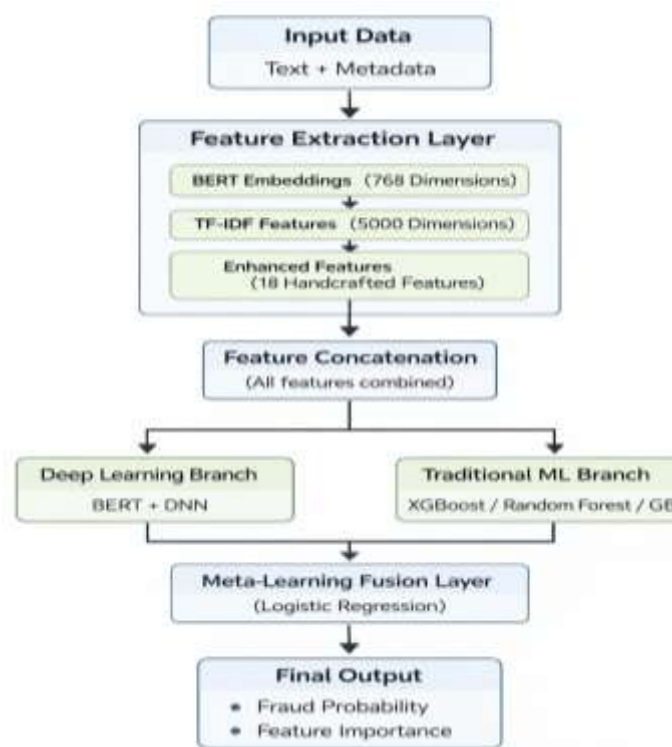 Input Data
Text + Metadata
Feature Extraction Layer
BERT Embeddings (768 Dimensions)
TF-IDF Features (5000 Dimensions)
Enhanced Features
(18 Handcrafted Features)
Feature Concatenation
(All features combined)
Deep Learning Branch
BERT + DNN
Traditional ML Branch
XGBoost / Random Forest / GB
Meta-Learning Fusion Layer
(Logistic Regression)
Final Output
• Fraud Probability
• Feature Importance